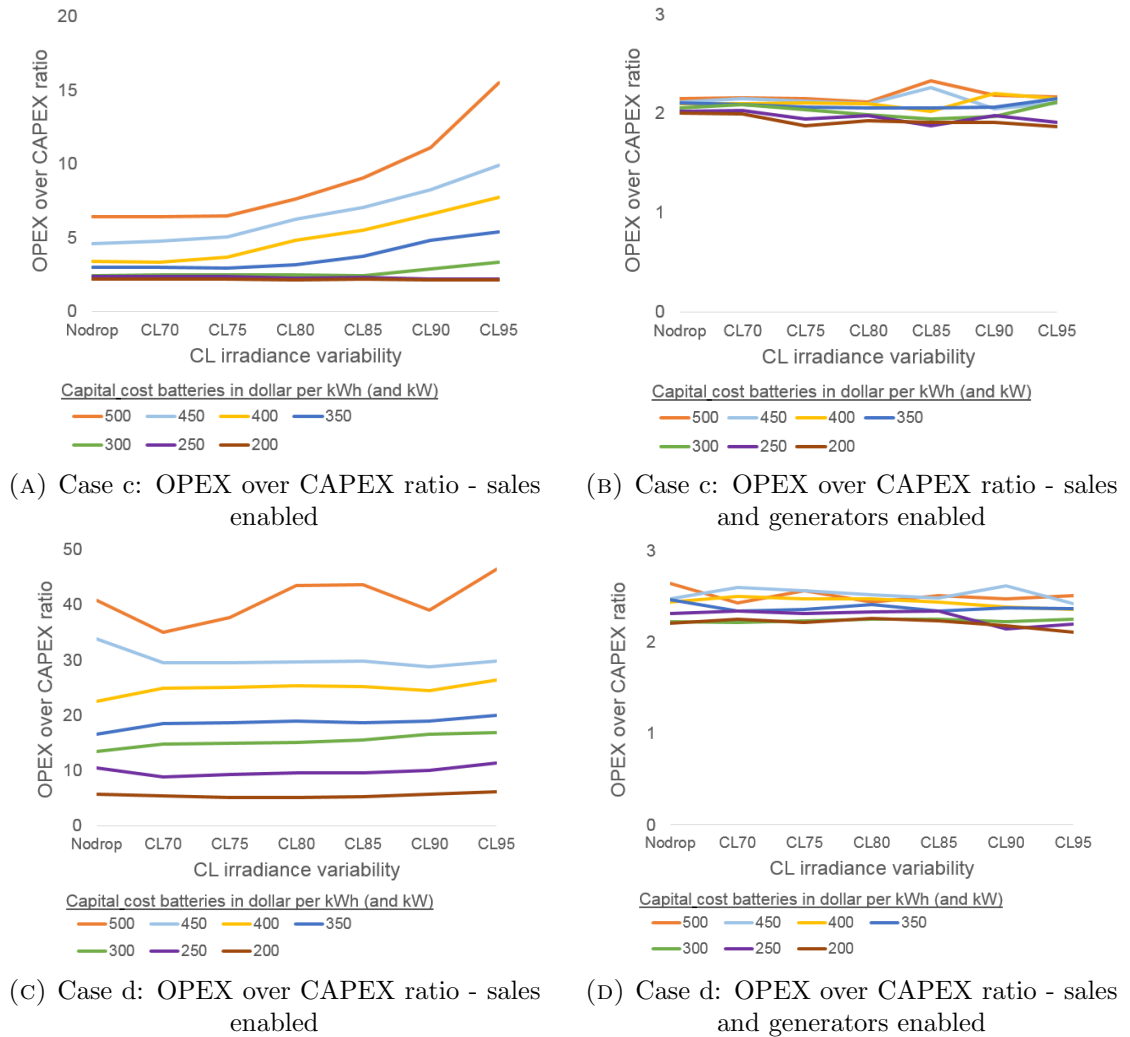 20
15
10
5
0
OPEX over CAPEX ratio
Nodrop CL70 CL75 CL80 CL85 CL90 CL95
CL irradiance variability
Capital cost batteries in dollar per kWh (and kW)
500 450 400 350
300 250 200
(A) Case c: OPEX over CAPEX ratio - sales
enabled
3
2
1
0
OPEX over CAPEX ratio
Nodrop CL70 CL75 CL80 CL85 CL90 CL95
CL irradiance variability
Capital cost batteries in dollar per kWh (and kW)
500 450 400 350
300 250 200
(B) Case c: OPEX over CAPEX ratio - sales
and generators enabled
50
40
30
20
10
0
OPEX over CAPEX ratio
Nodrop CL70 CL75 CL80 CL85 CL90 CL95
CL irradiance variability
Capital cost batteries in dollar per kWh (and kW)
500 450 400 350
300 250 200
(C) Case d: OPEX over CAPEX ratio - sales
enabled
3
2
1
0
OPEX over CAPEX ratio
Nodrop CL70 CL75 CL80 CL85 CL90 CL95
CL irradiance variability
Capital cost batteries in dollar per kWh (and kW)
500 450 400 350
300 250 200
(D) Case d: OPEX over CAPEX ratio - sales
and generators enabled